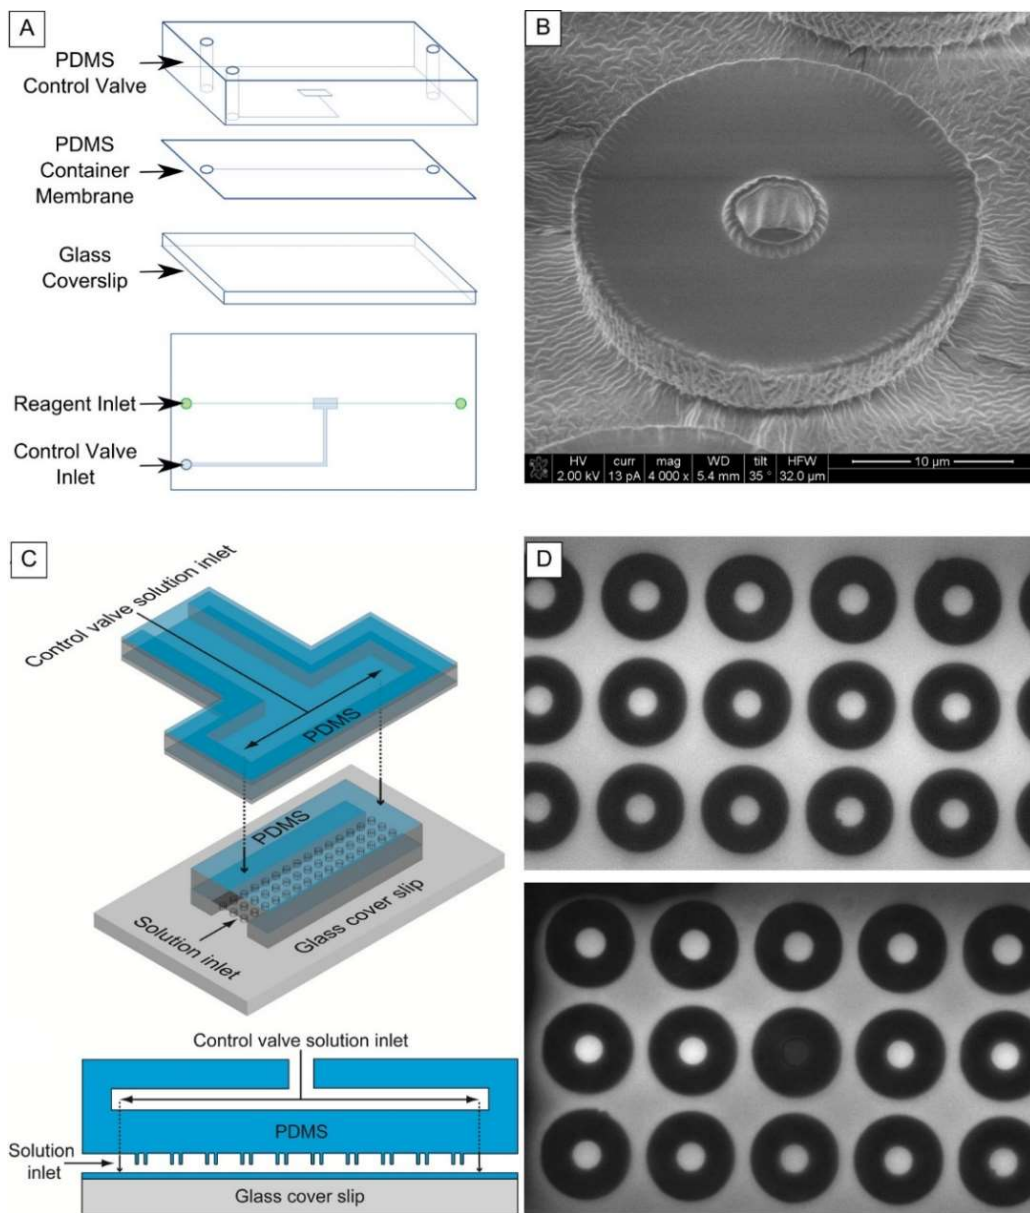 A
PDMS
Control Valve
PDMS
Container
Membrane
Glass
Coverslip
Reagent Inlet
Control Valve
Inlet
B
HV curr mag WD tilt HFW
2.00 kV 13 pA 4 000 x 5.4 mm 35 ° 32.0 µm
10 µm
C
Control valve solution inlet
PDMS
PDMS
Solution inlet
Glass cover slip
Control valve solution inlet
PDMS
Solution
inlet
Glass cover slip
D